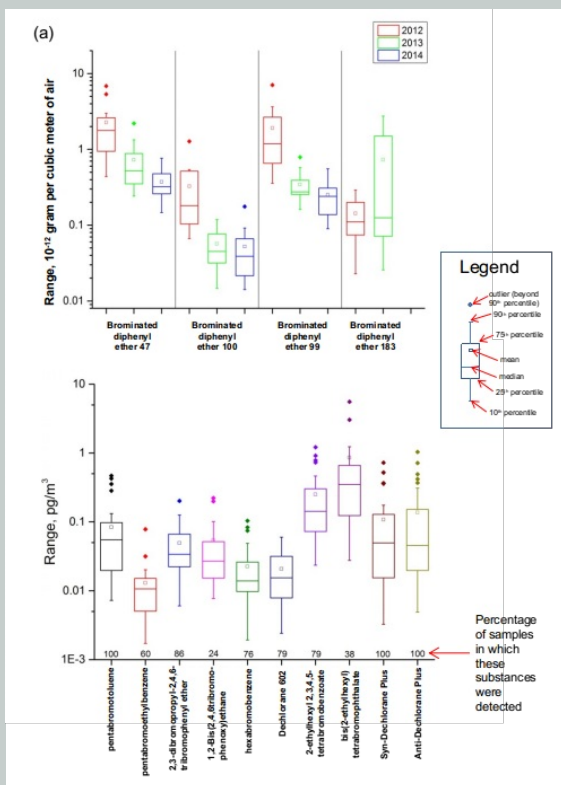 (a)
2012
2013
2014
Range, 10⁻¹² gram per cubic meter of air
10
1
0.1
0.01
Brominated
diphenyl
ether 47
Brominated
diphenyl
ether 100
Brominated
diphenyl
ether 99
Brominated
diphenyl
ether 183
Legend
outlier (beyond
90th percentile)
90th percentile
75th percentile
mean
median
25th percentile
10th percentile
Range, pg/m³
10
1
0.1
0.01
1E-3
100 60 86 24 76 79 79 38 100 100
pentabromotoluene
pentabromoethylbenzene
2,3-dibromopropyl-2,4,6-
tribromophenyl ether
1,2-Bis(2,4,6tribromo-
phenoxy)ethane
hexabromobenzene
Dechlorane 602
2-ethylhexyl 2,3,4,5-
tetrabromobenzoate
bis(2-ethylhexyl)
tetrabromophthalate
Syn-Dechlorane Plus
Anti-Dechlorane Plus
Percentage
of samples
in which
these
substances
were
detected